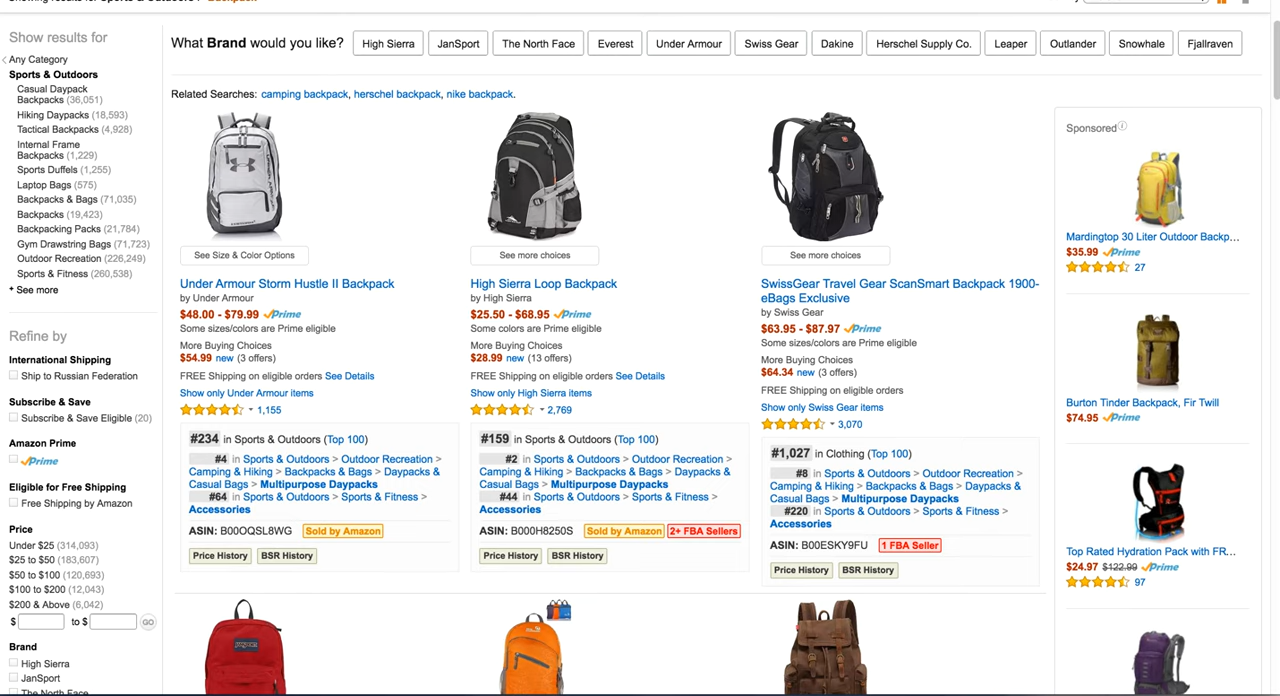 Showing results for Sports & Outdoors : Backpack
Show results for
Any Category
Sports & Outdoors
Casual Daypack
Backpacks (36,051)
Hiking Daypacks (18,593)
Tactical Backpacks (4,928)
Internal Frame
Backpacks (1,229)
Sports Duffels (1,255)
Laptop Bags (575)
Backpacks & Bags (71,035)
Backpacks (19,423)
Backpacking Packs (21,784)
Gym Drawstring Bags (71,723)
Outdoor Recreation (226,249)
Sports & Fitness (260,538)
+ See more
Refine by
International Shipping
Ship to Russian Federation
Subscribe & Save
Subscribe & Save Eligible (20)
Amazon Prime
Prime
Eligible for Free Shipping
Free Shipping by Amazon
Price
Under $25 (314,093)
$25 to $50 (183,607)
$50 to $100 (120,693)
$100 to $200 (12,043)
$200 & Above (6,042)
$ to $ GO
Brand
High Sierra
JanSport
The North Face
What Brand would you like? High Sierra JanSport The North Face Everest Under Armour Swiss Gear Dakine Herschel Supply Co. Leaper Outlander Snowhale Fjallraven
Related Searches: camping backpack, herschel backpack, nike backpack.
See Size & Color Options
Under Armour Storm Hustle II Backpack
by Under Armour
$48.00 - $79.99 Prime
Some sizes/colors are Prime eligible
More Buying Choices
$54.99 new (3 offers)
FREE Shipping on eligible orders See Details
Show only Under Armour items
1,155
#234 in Sports & Outdoors (Top 100)
#4 in Sports & Outdoors > Outdoor Recreation >
Camping & Hiking > Backpacks & Bags > Daypacks &
Casual Bags > Multipurpose Daypacks
#64 in Sports & Outdoors > Sports & Fitness >
Accessories
ASIN: B00OQSL8WG Sold by Amazon
Price History BSR History
See more choices
High Sierra Loop Backpack
by High Sierra
$25.50 - $68.95 Prime
Some colors are Prime eligible
More Buying Choices
$28.99 new (13 offers)
FREE Shipping on eligible orders See Details
Show only High Sierra items
2,769
#159 in Sports & Outdoors (Top 100)
#2 in Sports & Outdoors > Outdoor Recreation >
Camping & Hiking > Backpacks & Bags > Daypacks &
Casual Bags > Multipurpose Daypacks
#44 in Sports & Outdoors > Sports & Fitness >
Accessories
ASIN: B000H8250S Sold by Amazon 2+ FBA Sellers
Price History BSR History
See more choices
SwissGear Travel Gear ScanSmart Backpack 1900-
eBags Exclusive
by Swiss Gear
$63.95 - $87.97 Prime
Some sizes/colors are Prime eligible
More Buying Choices
$64.34 new (3 offers)
FREE Shipping on eligible orders
Show only Swiss Gear items
3,070
#1,027 in Clothing (Top 100)
#8 in Sports & Outdoors > Outdoor Recreation >
Camping & Hiking > Backpacks & Bags > Daypacks &
Casual Bags > Multipurpose Daypacks
#220 in Sports & Outdoors > Sports & Fitness >
Accessories
ASIN: B00ESKY9FU 1 FBA Seller
Price History BSR History
Sponsored
Mardingtop 30 Liter Outdoor Backp...
$35.99 Prime
27
Burton Tinder Backpack, Fir Twill
$74.95 Prime
Top Rated Hydration Pack with FR...
$24.97 $122.99 Prime
97